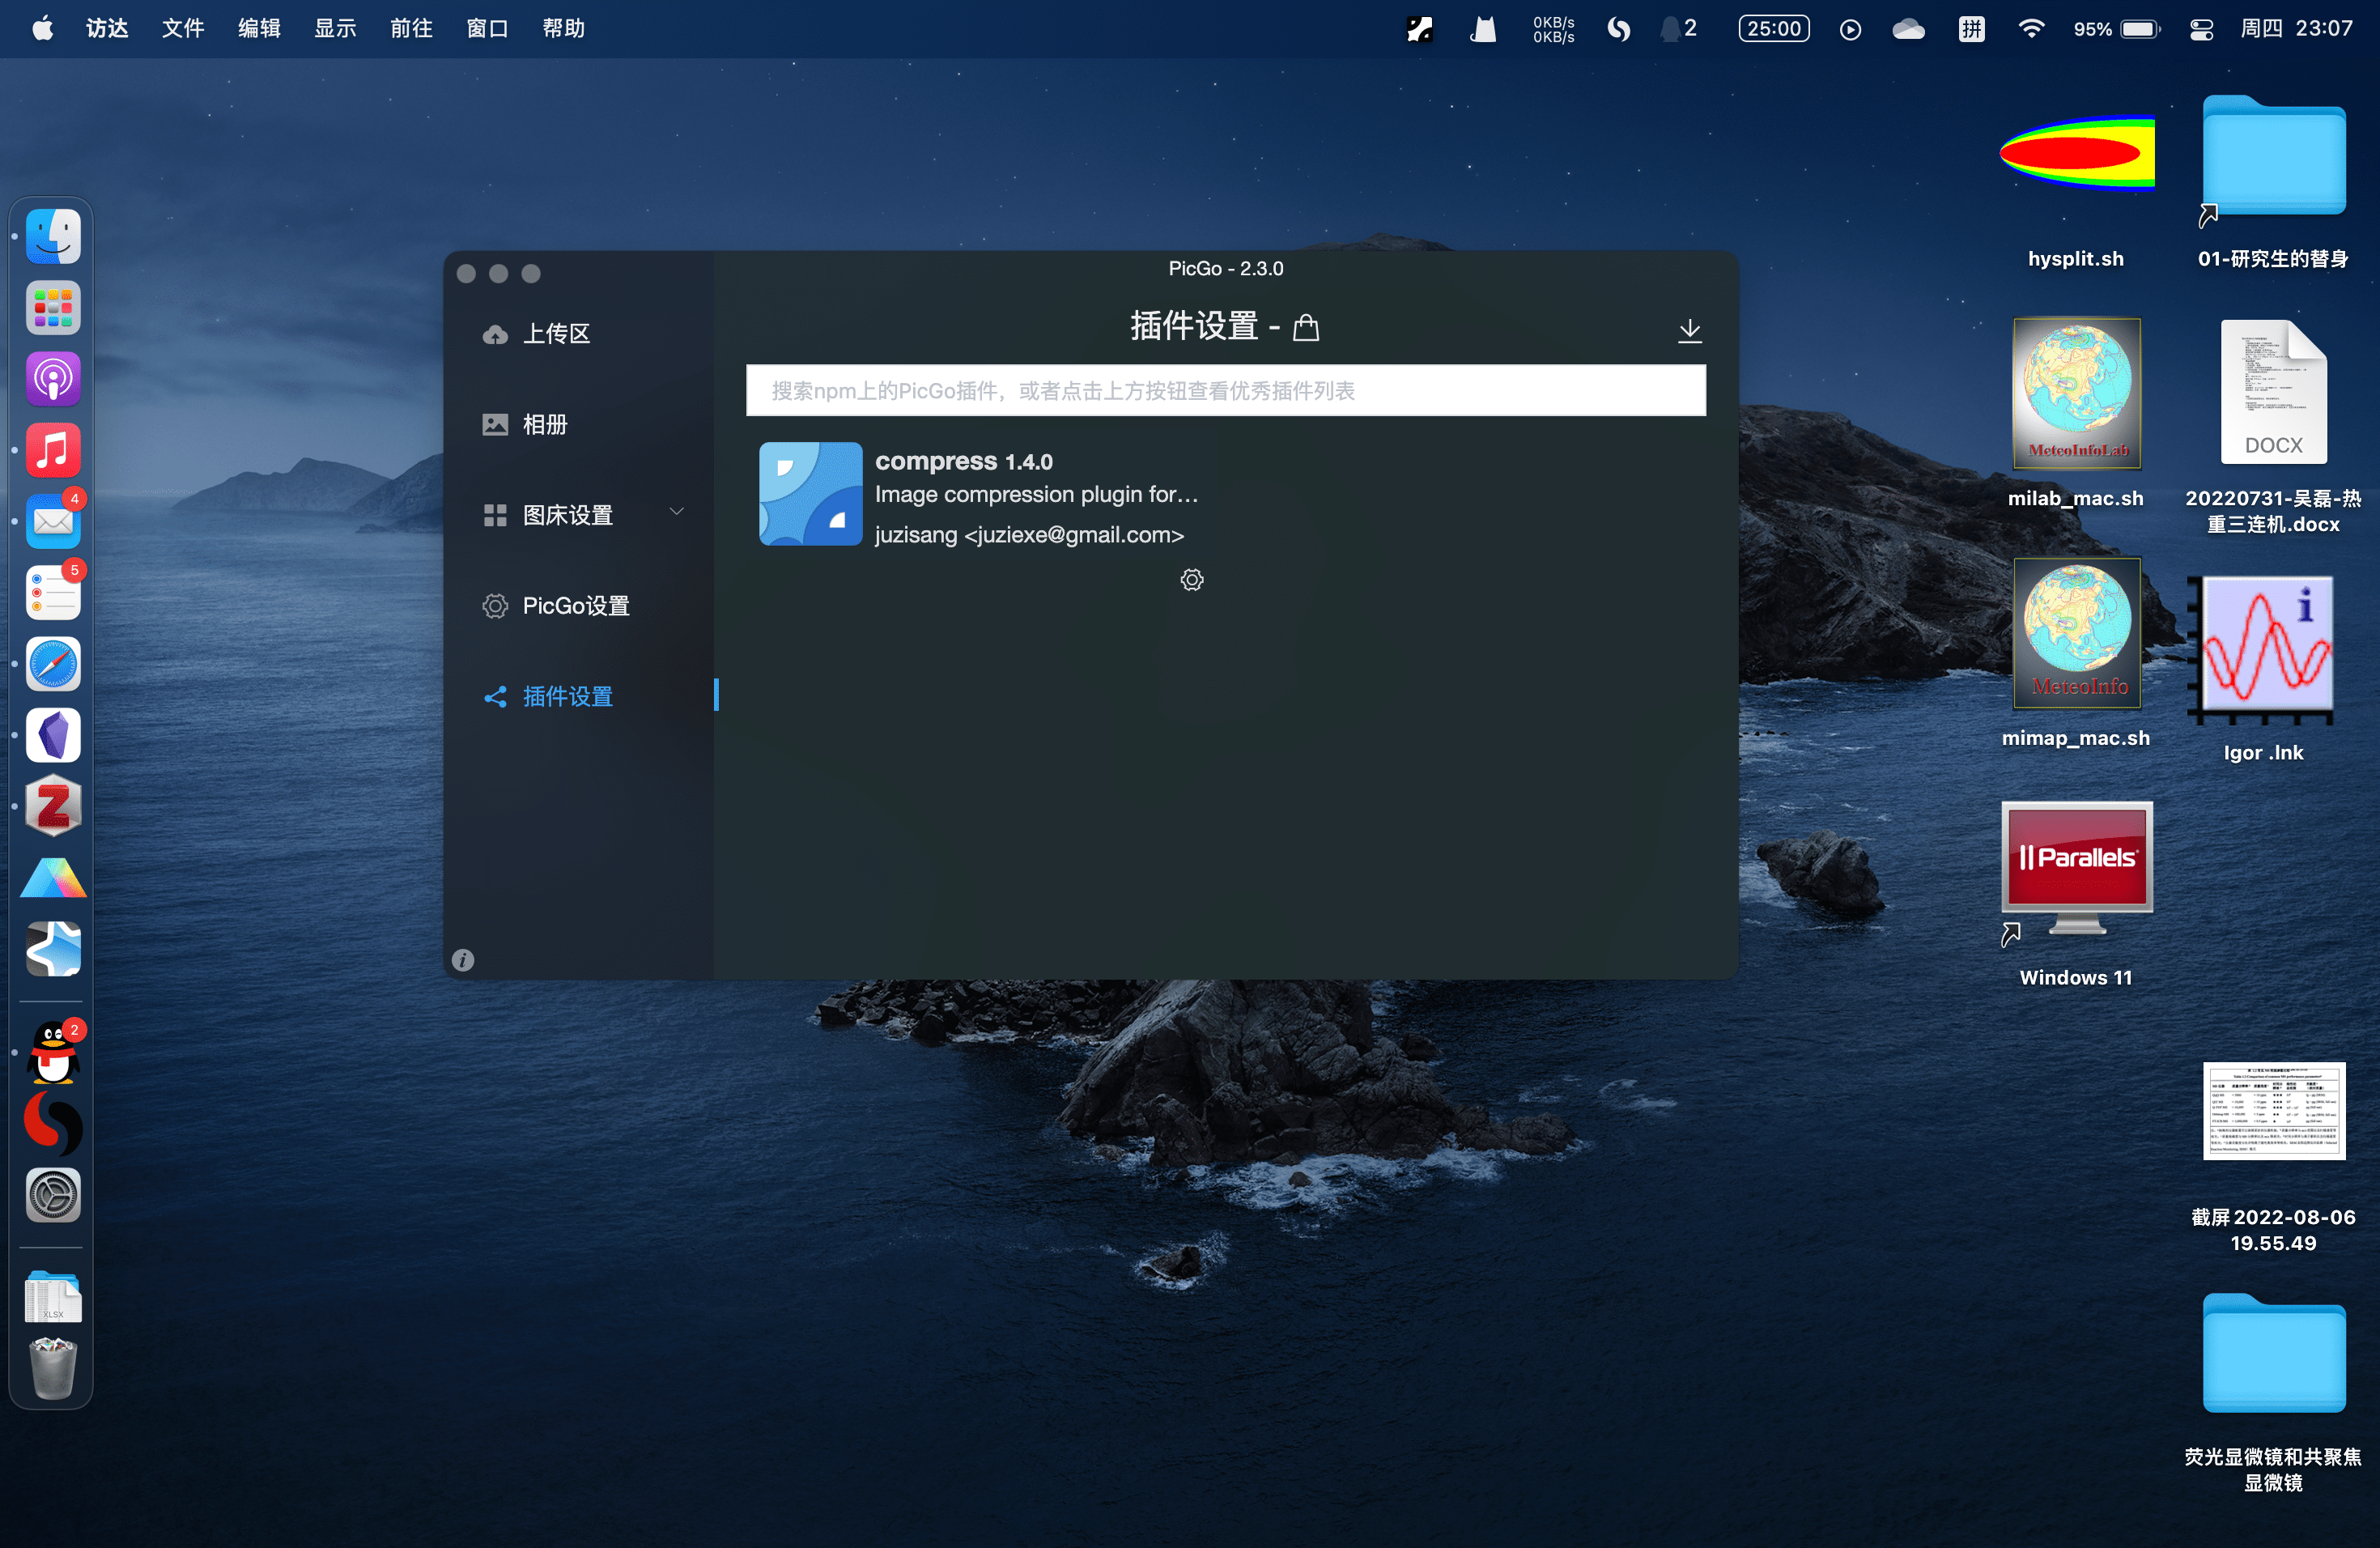 访达 文件 编辑 显示 前往 窗口 帮助
0KB/s
0KB/s
2
25:00
拼
95%
周四 23:07
4
5
2
XLSX
PicGo - 2.3.0
上传区
相册
图床设置
PicGo设置
插件设置
插件设置 -
搜索npm上的PicGo插件，或者点击上方按钮查看优秀插件列表
compress 1.4.0
Image compression plugin for…
juzisang <juziexe@gmail.com>
hysplit.sh
01-研究生的替身
MeteoInfoLab
milab_mac.sh
DOCX
20220731-吴磊-热
重三连机.docx
MeteoInfo
mimap_mac.sh
Igor .lnk
Parallels
Windows 11
截屏2022-08-06
19.55.49
荧光显微镜和共聚焦
显微镜